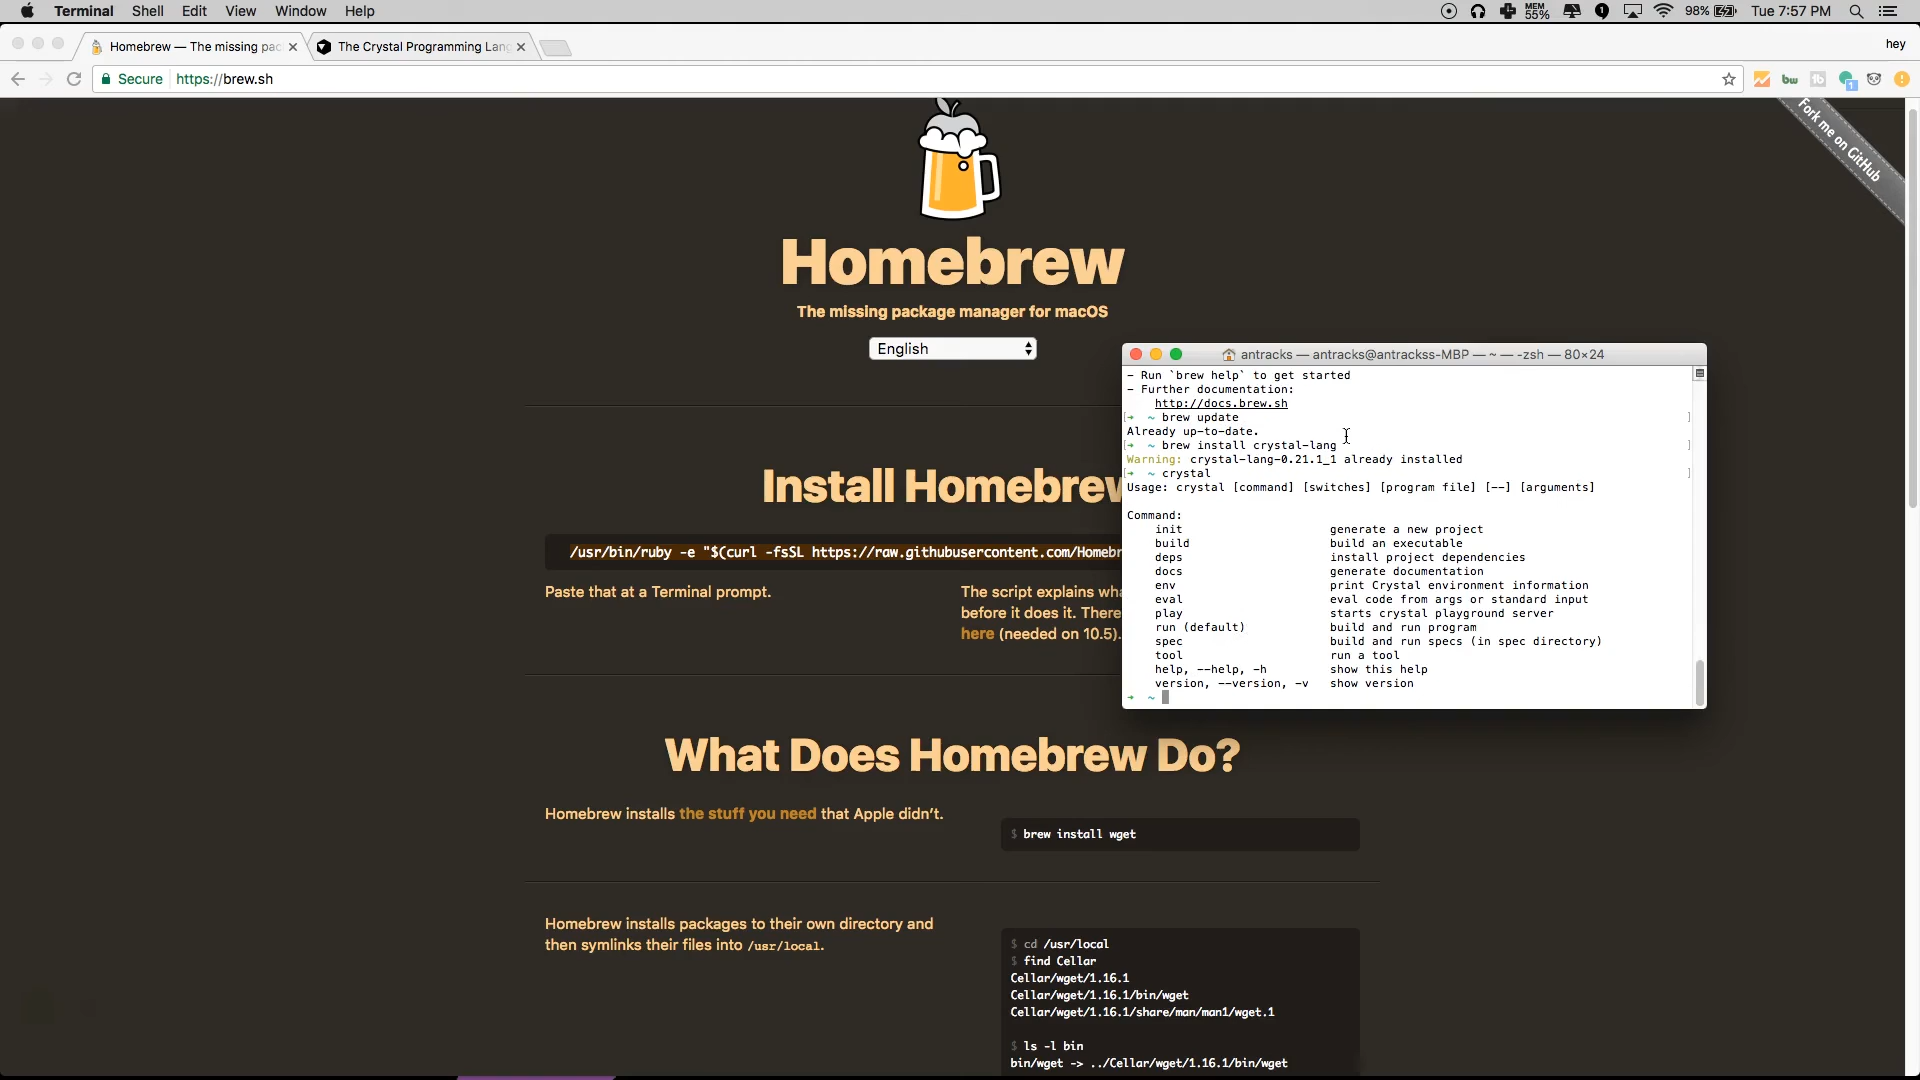 Terminal Shell Edit View Window Help
MEM 55% 1 98% Tue 7:57 PM
Homebrew — The missing pac
The Crystal Programming Lang
hey
Secure https://brew.sh
bw
1
Fork me on GitHub
Homebrew
The missing package manager for macOS
English
Install Homebrew
/usr/bin/ruby -e "$(curl -fsSL https://raw.githubusercontent.com/Homebr
Paste that at a Terminal prompt.
The script explains wha
before it does it. There
here (needed on 10.5).
antracks — antracks@antrackss-MBP — ~ — -zsh — 80×24
- Run `brew help` to get started
- Further documentation:
http://docs.brew.sh
[➜ ~ brew update ]
Already up-to-date.
[➜ ~ brew install crystal-lang ]
Warning: crystal-lang-0.21.1_1 already installed
[➜ ~ crystal ]
Usage: crystal [command] [switches] [program file] [--] [arguments]
Command:
init generate a new project
build build an executable
deps install project dependencies
docs generate documentation
env print Crystal environment information
eval eval code from args or standard input
play starts crystal playground server
run (default) build and run program
spec build and run specs (in spec directory)
tool run a tool
help, --help, -h show this help
version, --version, -v show version
➜ ~
What Does Homebrew Do?
Homebrew installs the stuff you need that Apple didn’t.
$ brew install wget
Homebrew installs packages to their own directory and
then symlinks their files into /usr/local.
$ cd /usr/local
$ find Cellar
Cellar/wget/1.16.1
Cellar/wget/1.16.1/bin/wget
Cellar/wget/1.16.1/share/man/man1/wget.1
$ ls -l bin
bin/wget -> ../Cellar/wget/1.16.1/bin/wget